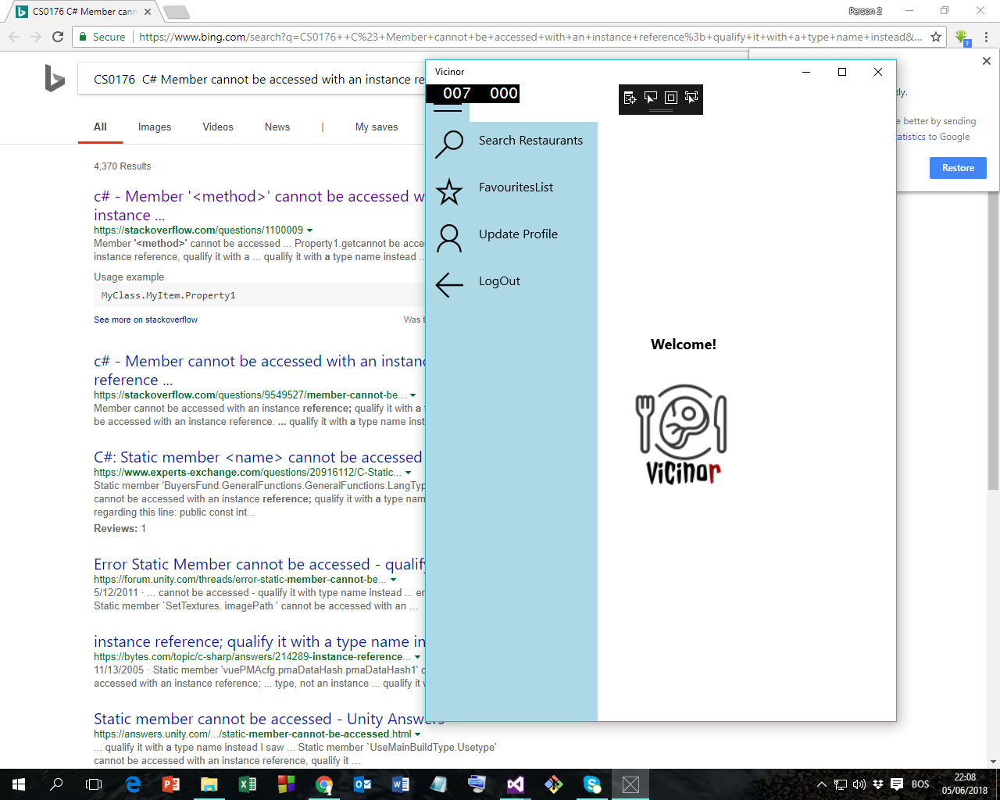 CS0176 C# Member cann
Person 2
Secure
https://www.bing.com/search?q=CS0176++C%23+Member+cannot+be+accessed+with+an+instance+reference%3b+qualify+it+with+a+type+name+instead&...
CS0176  C# Member cannot be accessed with an instance re
All
Images
Videos
News
|
My saves
4,370 Results
c# - Member '<method>' cannot be accessed w
instance ...
https://stackoverflow.com/questions/1100009
Member '<method>' cannot be accessed ... Property1.getcannot be acce
instance reference, qualify it with a ... qualify it with a type name instead ...
Usage example
MyClass.MyItem.Property1
See more on stackoverflow
Was t
c# - Member cannot be accessed with an instanc
reference ...
https://stackoverflow.com/questions/9549527/member-cannot-be...
Member cannot be accessed with an instance reference; qualify it with a t
be accessed with an instance reference. ... qualify it with a type name inst
C#: Static member <name> cannot be accessed
https://www.experts-exchange.com/questions/20916112/C-Static...
Static member 'BuyersFund.GeneralFunctions.GeneralFunctions.LangTyp
cannot be accessed with an instance reference; qualify it with a type nam
regarding this line: public const int...
Reviews: 1
Error Static Member cannot be accessed - qualify
https://forum.unity.com/threads/error-static-member-cannot-be...
5/12/2011 · ... cannot be accessed - qualify it with type name instead ... er
Static member `SetTextures. imagePath ' cannot be accessed with an ...
instance reference; qualify it with a type name in
https://bytes.com/topic/c-sharp/answers/214289-instance-reference...
11/13/2005 · Static member 'vuePMAcfg.pmaDataHash.pmaDataHash1' c
accessed with an instance reference; ... type, not an instance ... qualify it w
Static member cannot be accessed - Unity Answers
https://answers.unity.com/.../static-member-cannot-be-accessed.html
... qualify it with a type name instead I saw ... Static member `UseMainBuildType.Usetype'
cannot be accessed with an instance reference, qualify it ...
Vicinor
007 000
Search Restaurants
FavouritesList
Update Profile
LogOut
Welcome!
ViCinor
tly.
e better by sending
atistics to Google
Restore
BOS
22:08
05/06/2018